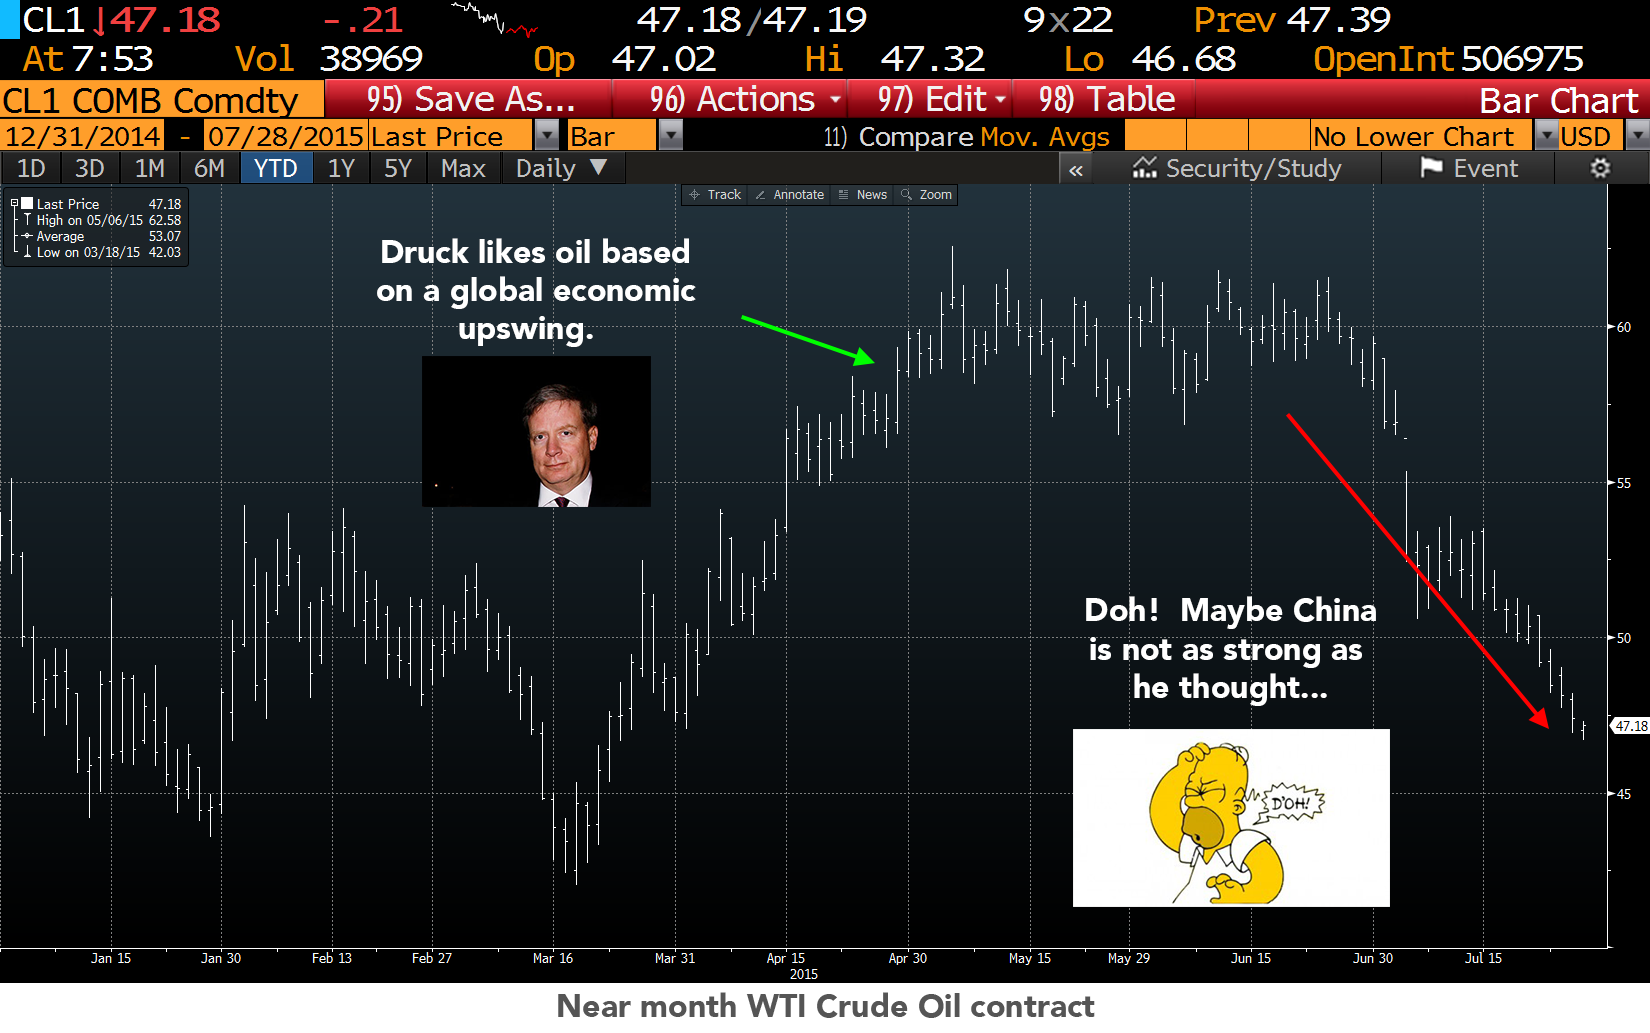 CL1 ↓47.18 -.21 47.18/47.19 9x22 Prev 47.39
At 7:53 Vol 38969 Op 47.02 Hi 47.32 Lo 46.68 OpenInt 506975
CL1 COMB Comdty 95) Save As... 96) Actions 97) Edit 98) Table Bar Chart
12/31/2014 - 07/28/2015 Last Price Bar 11) Compare Mov. Avgs No Lower Chart USD
1D 3D 1M 6M YTD 1Y 5Y Max Daily ▼ « Security/Study Event
Track Annotate News Zoom
Last Price 47.18
High on 05/06/15 62.58
Average 53.07
Low on 03/18/15 42.03
Druck likes oil based
on a global economic
upswing.
60
55
50
47.18
45
Doh! Maybe China
is not as strong as
he thought...
D'OH!
Jan 15 Jan 30 Feb 13 Feb 27 Mar 16 Mar 31 Apr 15 Apr 30 May 15 May 29 Jun 15 Jun 30 Jul 15
2015
Near month WTI Crude Oil contract